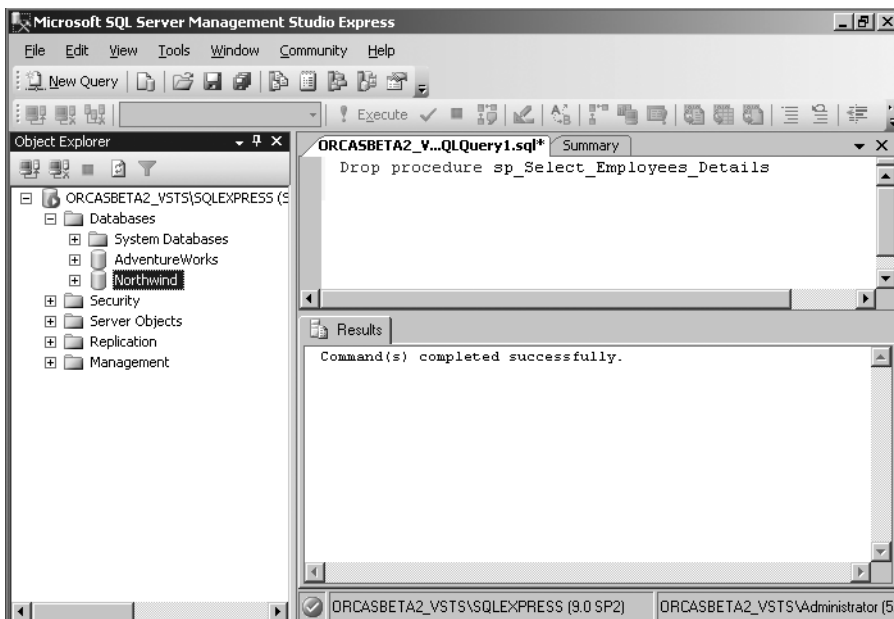 Microsoft SQL Server Management Studio Express
File Edit View Tools Window Community Help
New Query
Execute
Object Explorer
ORCASBETA2_V...QLQuery1.sql* Summary
Drop procedure sp_Select_Employees_Details
ORCASBETA2_VSTS\SQLEXPRESS (S
Databases
System Databases
AdventureWorks
Northwind
Security
Server Objects
Replication
Management
Results
Command(s) completed successfully.
ORCASBETA2_VSTS\SQLEXPRESS (9.0 SP2) ORCASBETA2_VSTS\Administrator (5